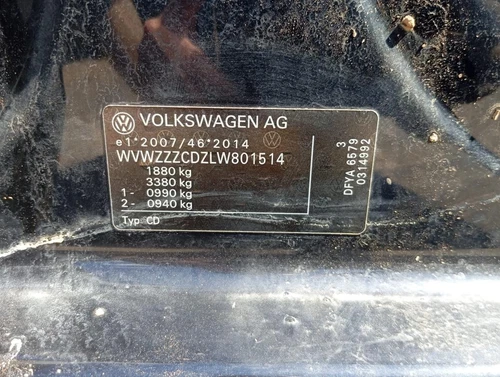 VOLKSWAGEN AG
e1*2007/46*2014
WVWZZZCDZLW801514
1880 kg
3380 kg
1- 0990 kg
2- 0940 kg
Typ: CD
3
DFYA 6579
0314992